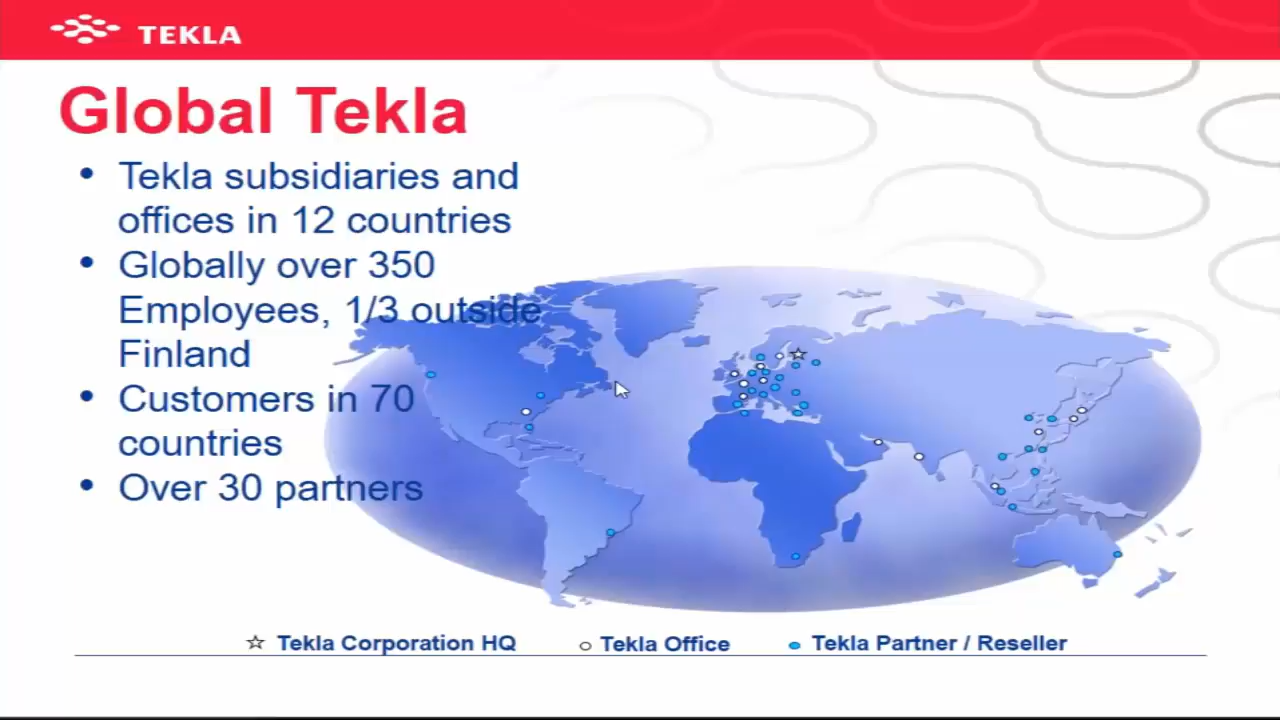 TEKLA
Global Tekla
• Tekla subsidiaries and
offices in 12 countries
• Globally over 350
Employees, 1/3 outside
Finland
• Customers in 70
countries
• Over 30 partners
Tekla Corporation HQ
Tekla Office
Tekla Partner / Reseller